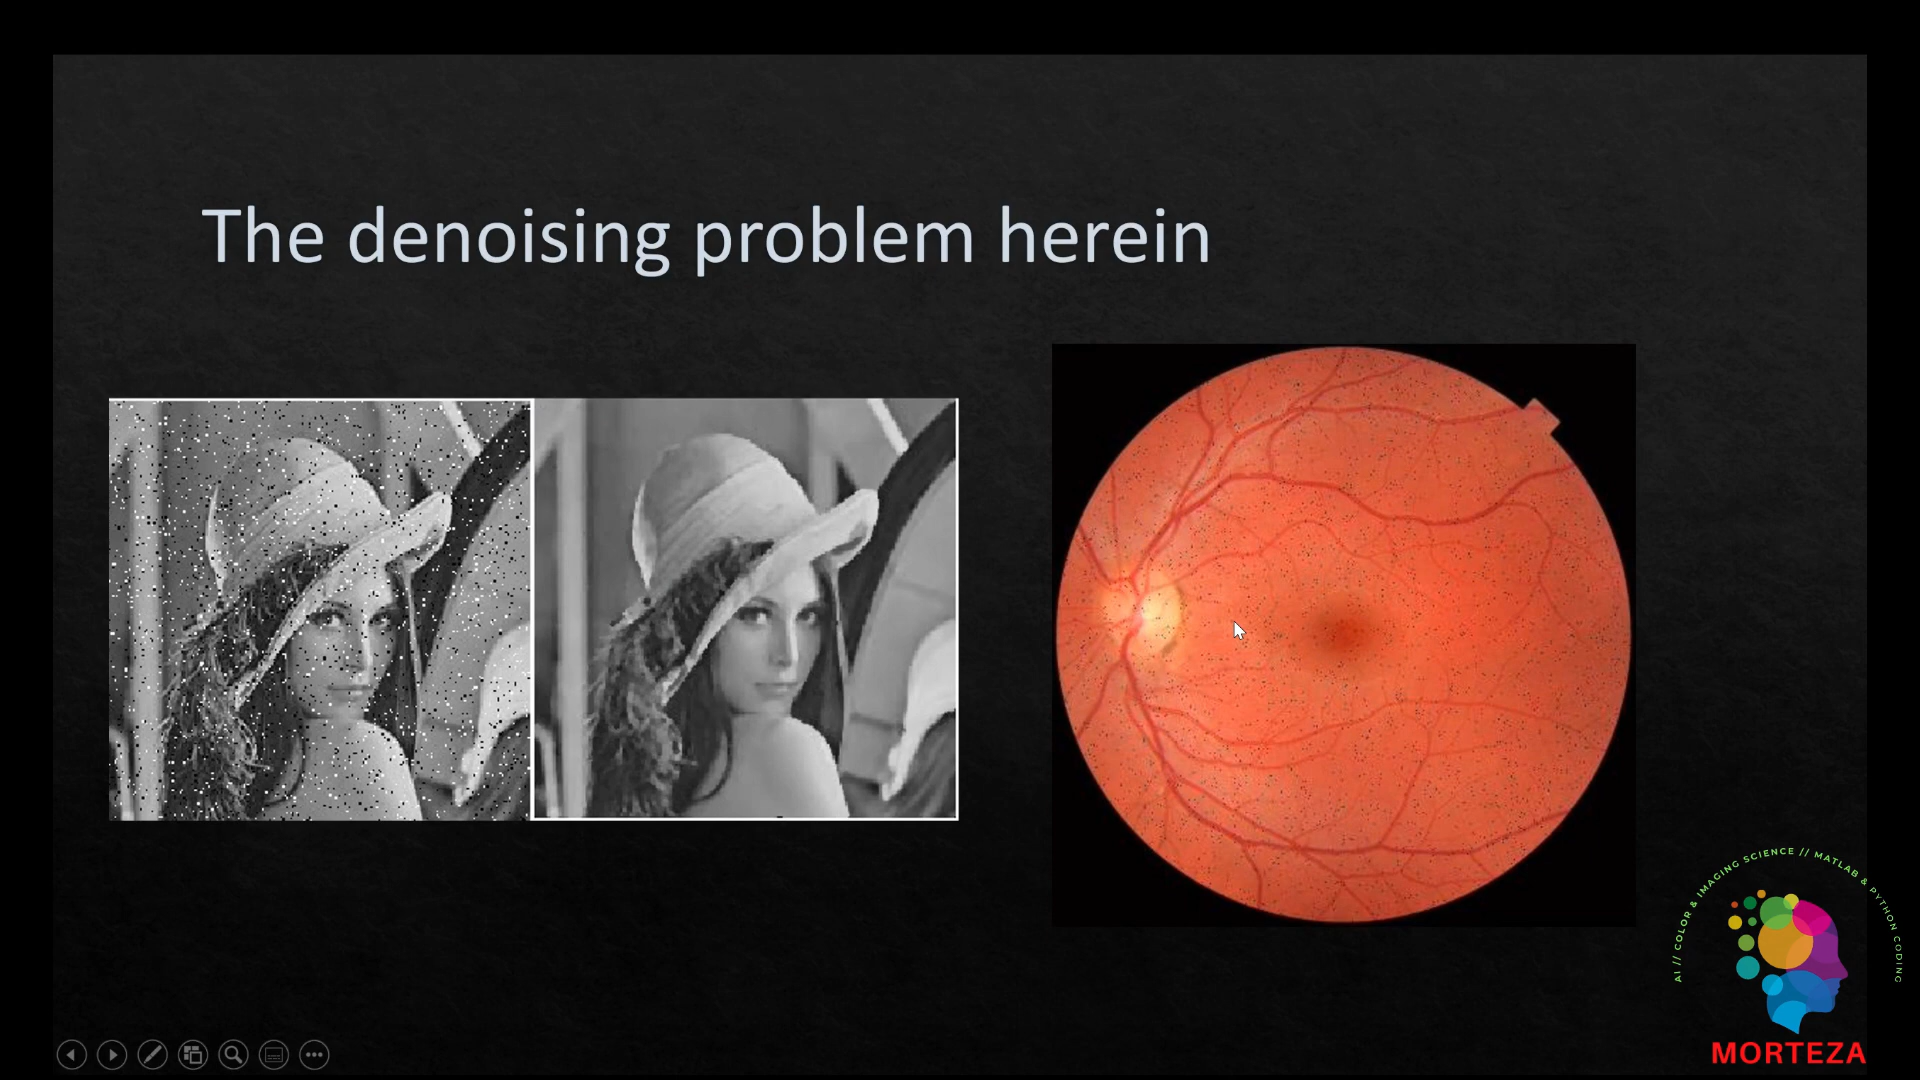 The denoising problem herein
AI // COLOR & IMAGING SCIENCE // MATLAB & PYTHON CODING
MORTEZA